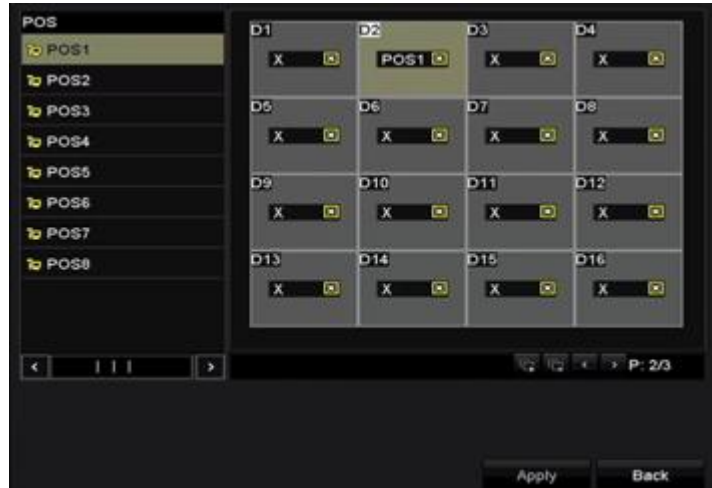 POS
POS1
POS2
POS3
POS4
POS5
POS6
POS7
POS8
D1 D2 D3 D4
X POS1 X X
D5 D6 D7 D8
X X X X
D9 D10 D11 D12
X X X X
D13 D14 D15 D16
X X X X
P: 2/3
Apply Back